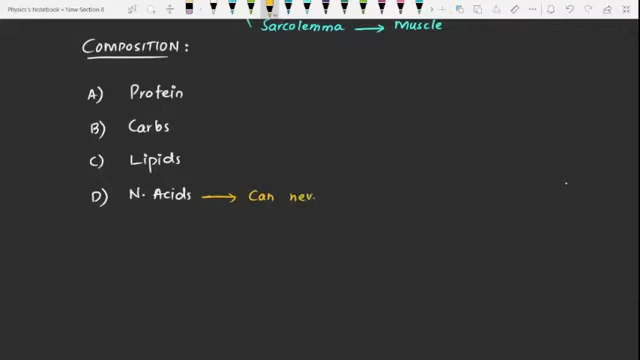 Physics's Notebook » New Section 8
Sarcolemma → Muscle
COMPOSITION :
A) Protein
B) Carbs
C) Lipids
D) N. Acids → Can nev